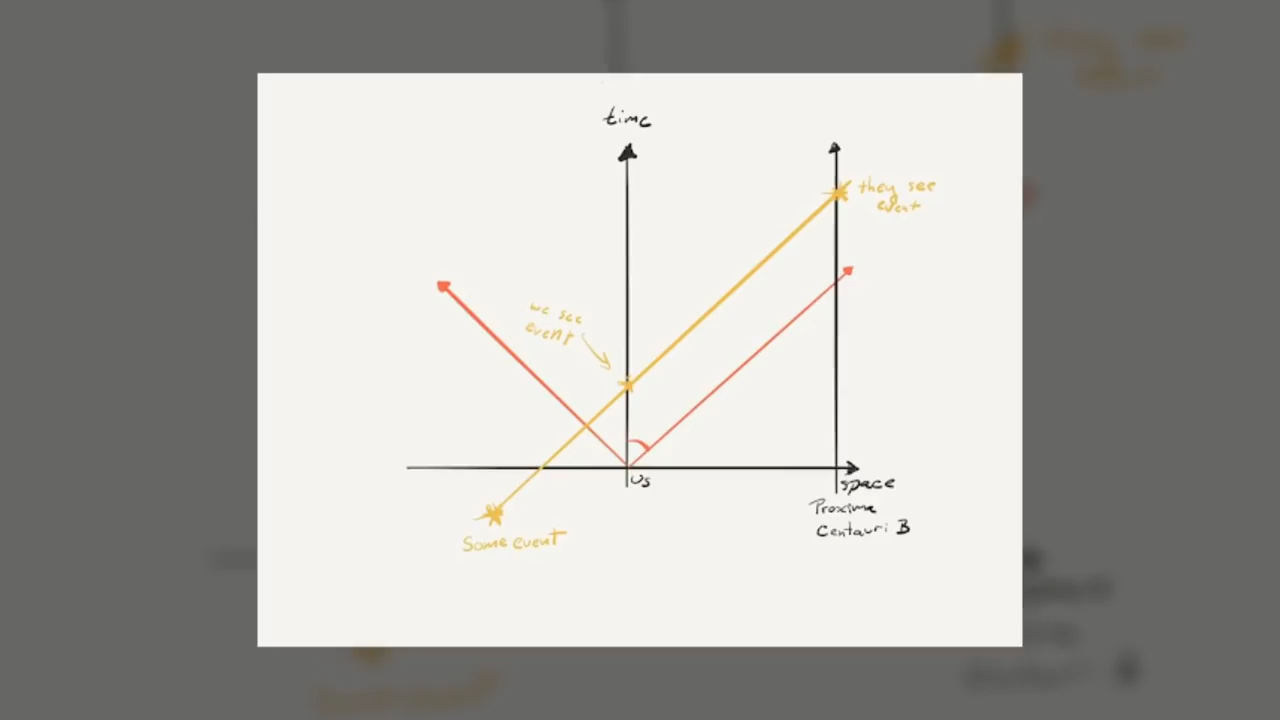 time
they see
event
we see
event
us
space
Proxima
Centauri B
Some event